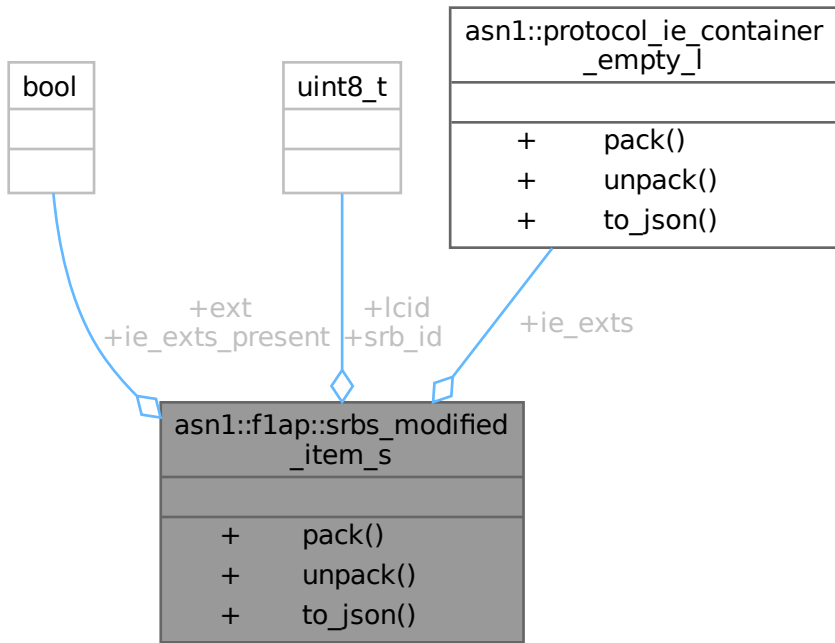 asn1::protocol_ie_container
_empty_l
+ pack()
+ unpack()
+ to_json()
bool
uint8_t
+ext
+ie_exts_present
+lcid
+srb_id
+ie_exts
asn1::f1ap::srbs_modified
_item_s
+ pack()
+ unpack()
+ to_json()